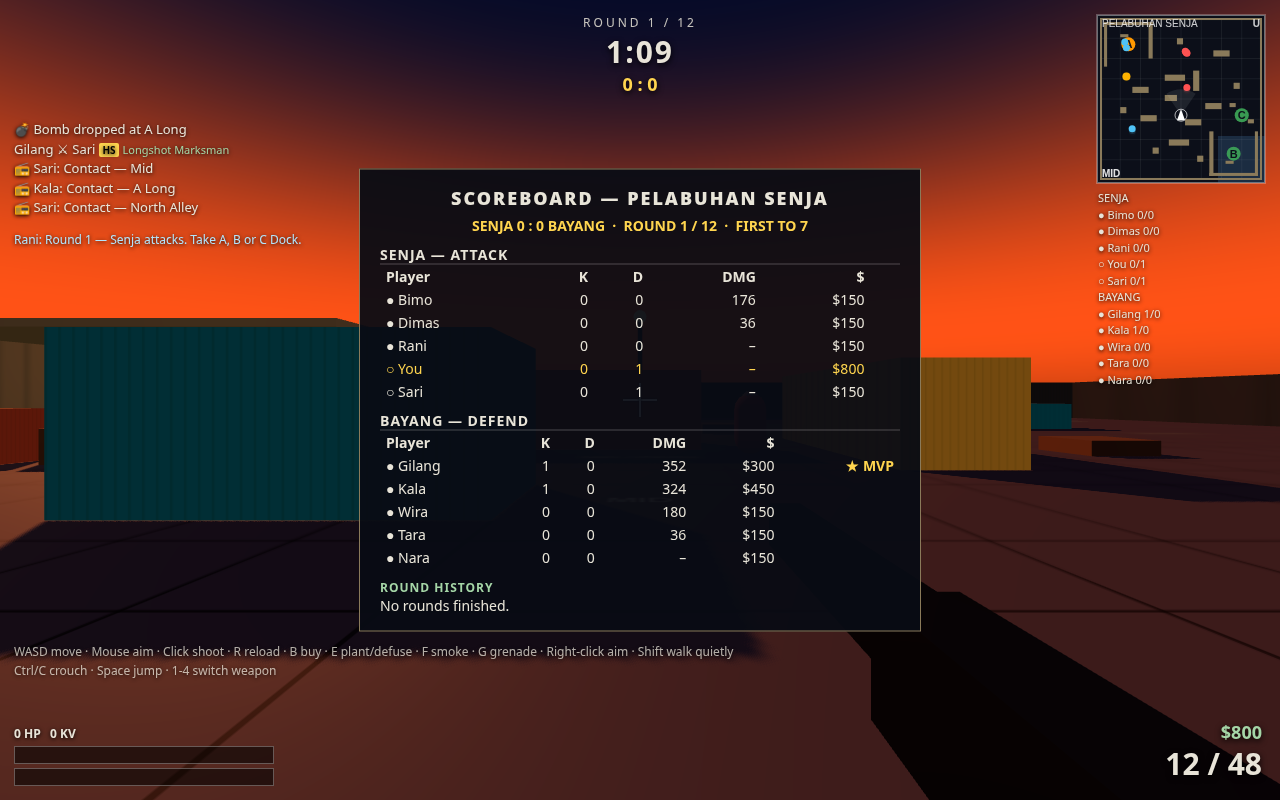 ROUND 1 / 12
1:09
0 : 0
PELABUHAN SENJA U
A
C
B
MID
💣 Bomb dropped at A Long
Gilang ⚔ Sari HS Longshot Marksman
📻 Sari: Contact — Mid
📻 Kala: Contact — A Long
📻 Sari: Contact — North Alley
Rani: Round 1 — Senja attacks. Take A, B or C Dock.
SENJA
● Bimo 0/0
● Dimas 0/0
● Rani 0/0
○ You 0/1
○ Sari 0/1
BAYANG
● Gilang 1/0
● Kala 1/0
● Wira 0/0
● Tara 0/0
● Nara 0/0
SCOREBOARD — PELABUHAN SENJA
SENJA 0 : 0 BAYANG · ROUND 1 / 12 · FIRST TO 7
SENJA — ATTACK
Player K D DMG $
● Bimo 0 0 176 $150
● Dimas 0 0 36 $150
● Rani 0 0 – $150
○ You 0 1 – $800
○ Sari 0 1 – $150
BAYANG — DEFEND
Player K D DMG $
● Gilang 1 0 352 $300 ★ MVP
● Kala 1 0 324 $450
● Wira 0 0 180 $150
● Tara 0 0 36 $150
● Nara 0 0 – $150
ROUND HISTORY
No rounds finished.
WASD move · Mouse aim · Click shoot · R reload · B buy · E plant/defuse · F smoke · G grenade · Right-click aim · Shift walk quietly
Ctrl/C crouch · Space jump · 1-4 switch weapon
0 HP 0 KV
$800
12 / 48